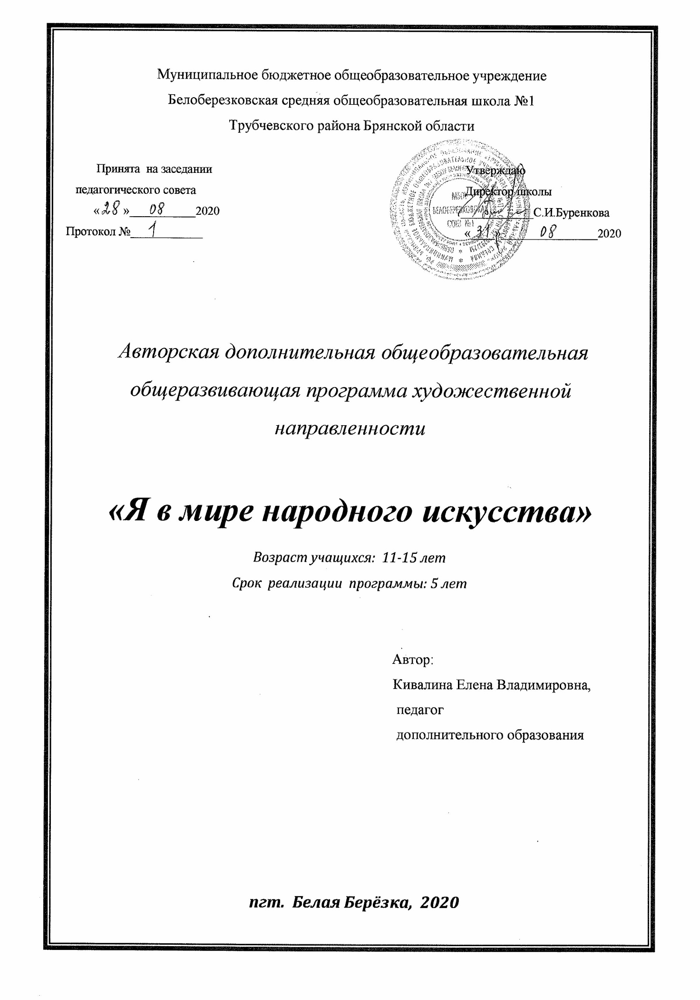 Муниципальное бюджетное общеобразовательное учреждение
Белоберезковская средняя общеобразовательная школа №1
Трубчевского района Брянской области
Принята на заседании
педагогического совета
«28» 08 2020
Протокол № 1
Утверждаю
Директор школы
С.И.Буренкова
«31» 08 2020
БЕЛОБЕРЕЗКОВСКАЯ
СОШ №1
Авторская дополнительная общеобразовательная
общеразвивающая программа художественной
направленности
«Я в мире народного искусства»
Возраст учащихся: 11-15 лет
Срок реализации программы: 5 лет
Автор:
Кивалина Елена Владимировна,
педагог
дополнительного образования
пгт. Белая Берёзка, 2020